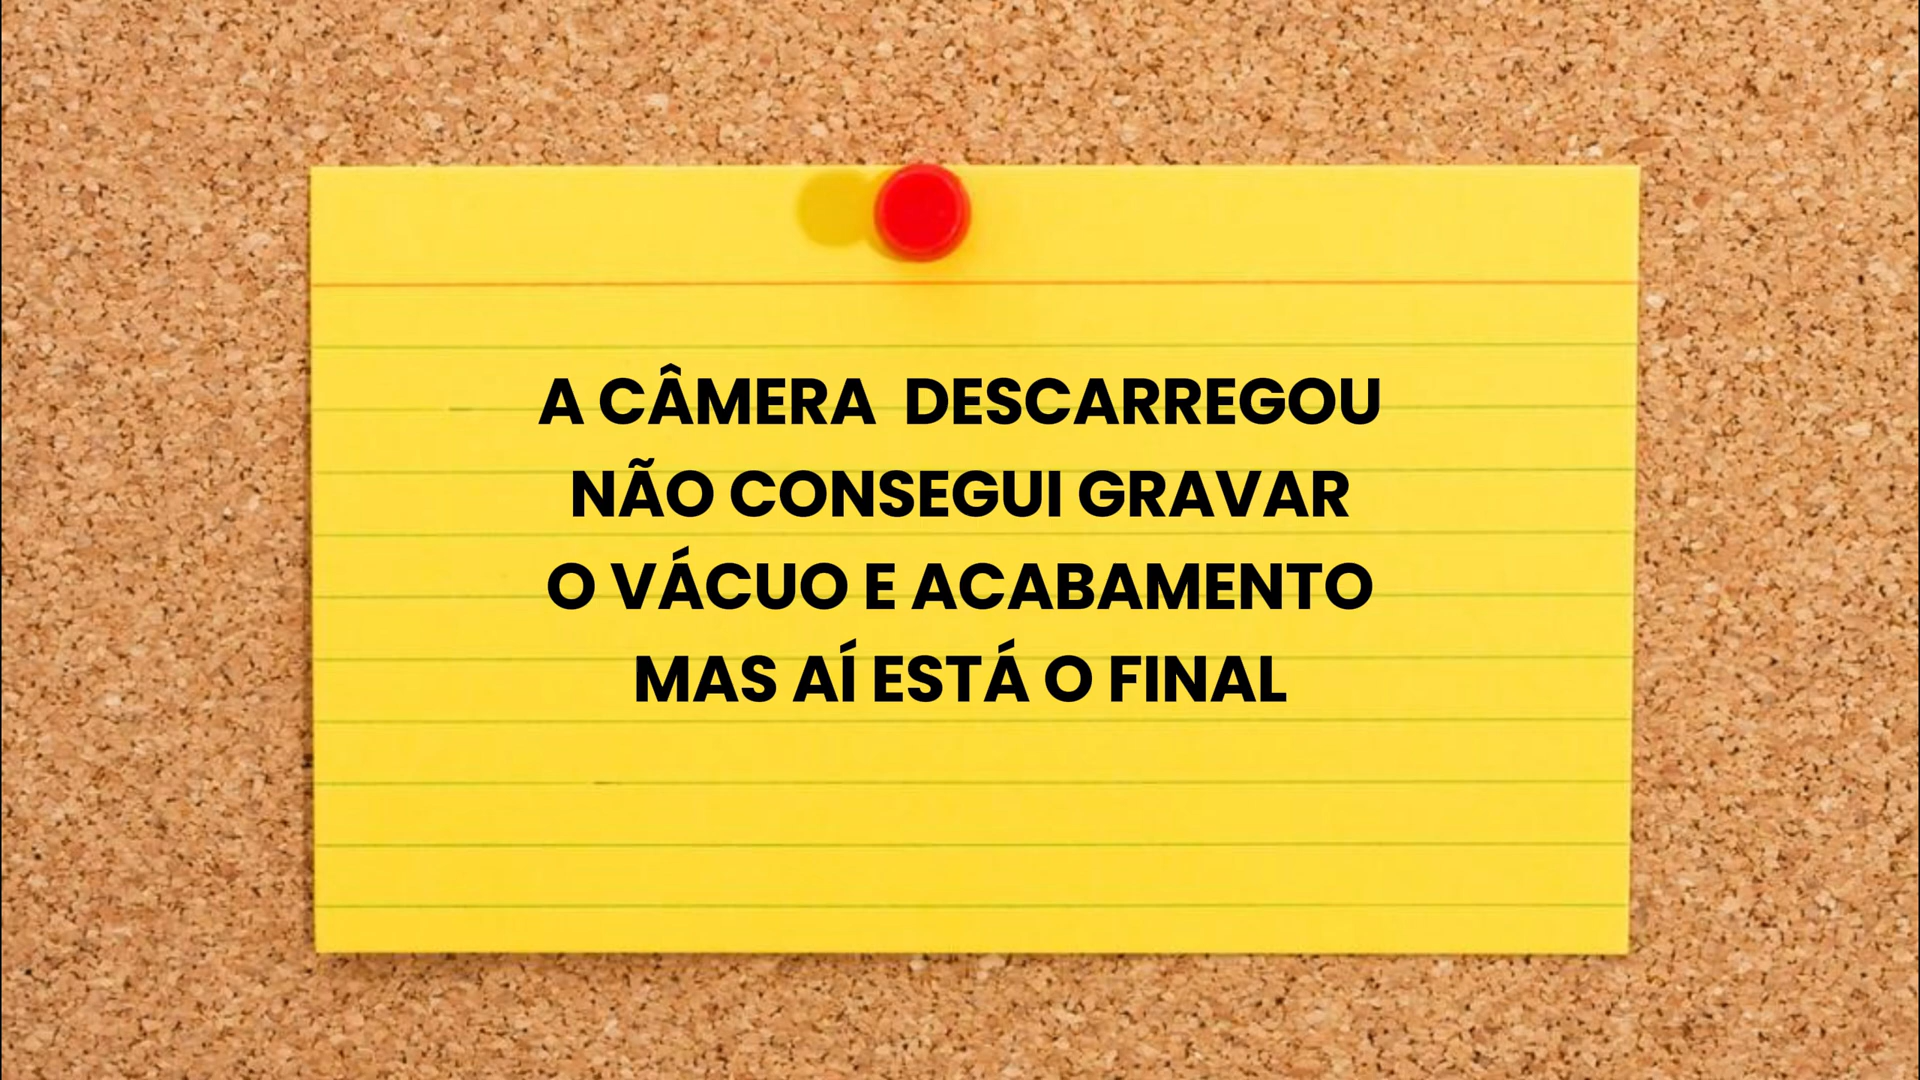 A CÂMERA DESCARREGOU
NÃO CONSEGUI GRAVAR
O VÁCUO E ACABAMENTO
MAS AÍ ESTÁ O FINAL